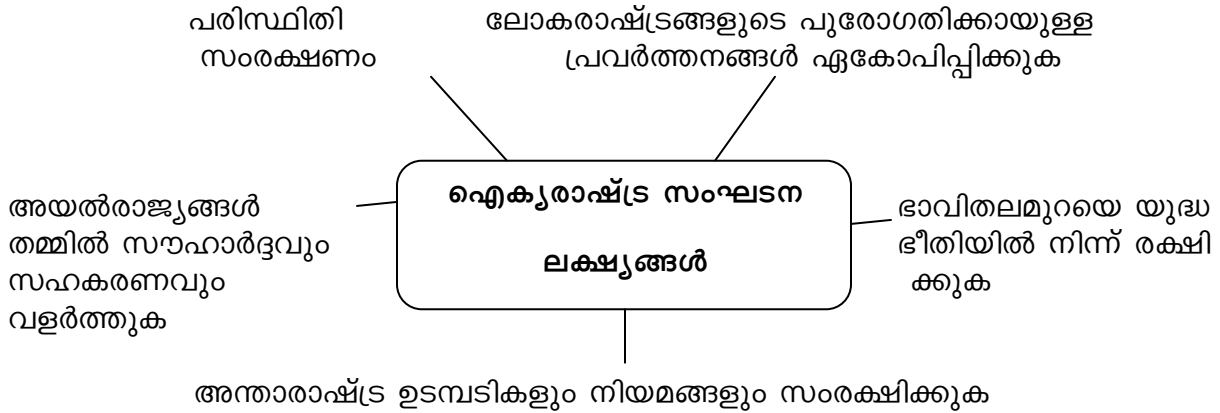 പരിസ്ഥിതി
സംരക്ഷണം
ലോകരാഷ്ട്രങ്ങളുടെ പുരോഗതിക്കായുള്ള
പ്രവർത്തനങ്ങൾ ഏകോപിപ്പിക്കുക
ഐക്യരാഷ്ട്ര സംഘടന
ലക്ഷ്യങ്ങൾ
അയൽരാജ്യങ്ങൾ
തമ്മിൽ സൗഹാർദ്ദവും
സഹകരണവും
വളർത്തുക
ഭാവിതലമുറയെ യുദ്ധ
ഭീതിയിൽ നിന്ന് രക്ഷി
ക്കുക
അന്താരാഷ്ട്ര ഉടമ്പടികളും നിയമങ്ങളും സംരക്ഷിക്കുക